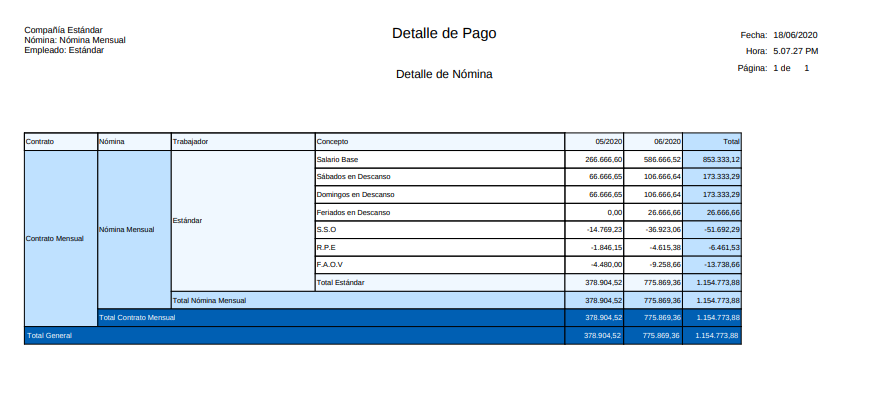 Compañía Estándar
Nómina: Nómina Mensual
Empleado: Estándar
Detalle de Pago
Detalle de Nómina
Fecha: 18/06/2020
Hora: 5.07.27 PM
Página: 1 de 1
Contrato Nómina Trabajador Concepto 05/2020 06/2020 Total
Salario Base 266.666,60 586.666,52 853.333,12
Sábados en Descanso 66.666,65 106.666,64 173.333,29
Domingos en Descanso 66.666,65 106.666,64 173.333,29
Feriados en Descanso 0,00 26.666,66 26.666,66
Estándar
S.S.O -14.769,23 -36.923,06 -51.692,29
Contrato Mensual Nómina Mensual
R.P.E -1.846,15 -4.615,38 -6.461,53
F.A.O.V -4.480,00 -9.258,66 -13.738,66
Total Estándar 378.904,52 775.869,36 1.154.773,88
Total Nómina Mensual 378.904,52 775.869,36 1.154.773,88
Total Contrato Mensual 378.904,52 775.869,36 1.154.773,88
Total General 378.904,52 775.869,36 1.154.773,88